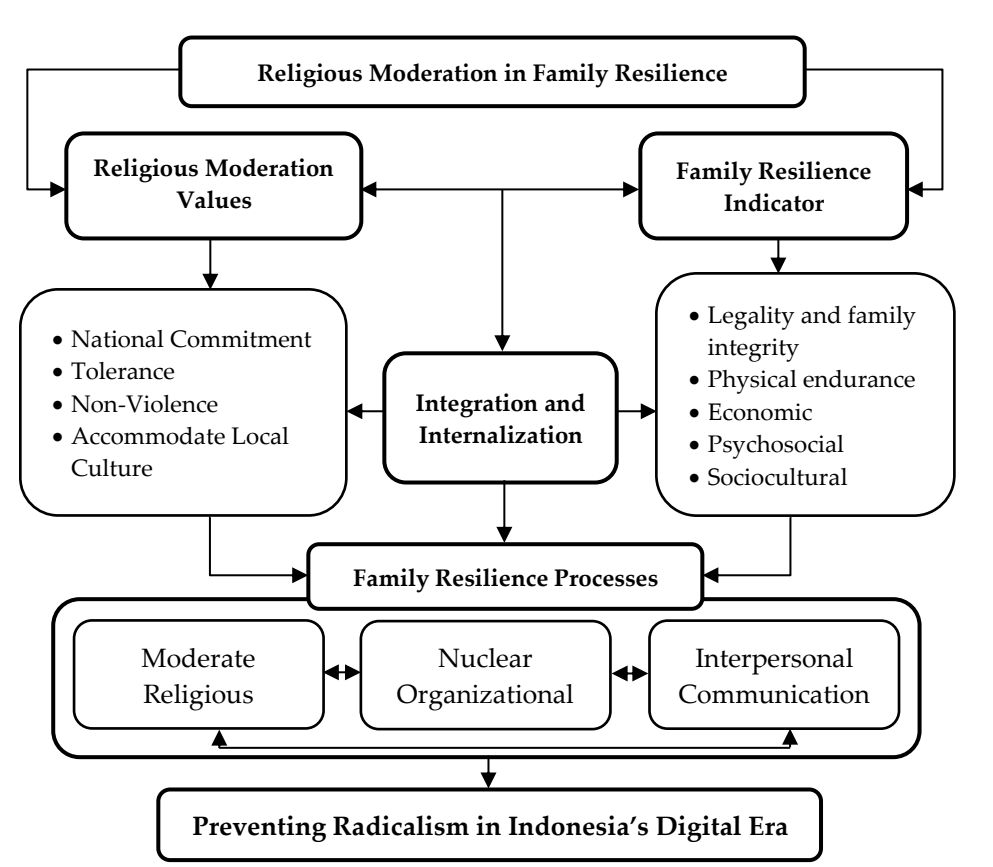 Religious Moderation in Family Resilience
Religious Moderation
Values
Family Resilience
Indicator
• National Commitment
• Tolerance
• Non-Violence
• Accommodate Local
Culture
Integration and
Internalization
• Legality and family
integrity
• Physical endurance
• Economic
• Psychosocial
• Sociocultural
Family Resilience Processes
Moderate
Religious
Nuclear
Organizational
Interpersonal
Communication
Preventing Radicalism in Indonesia’s Digital Era